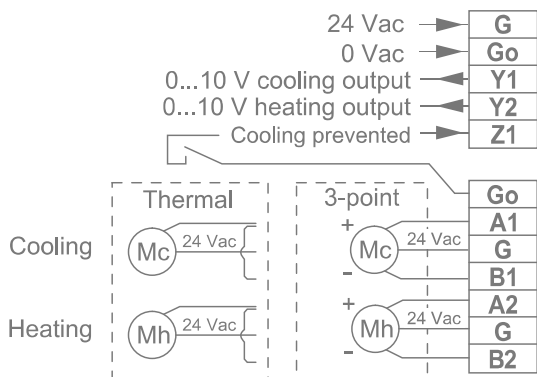 24 Vac G
0 Vac Go
0...10 V cooling output Y1
0...10 V heating output Y2
Cooling prevented Z1
Go
Thermal 3-point
A1
+
Cooling Mc 24 Vac Mc 24 Vac G
- B1
+ A2
Heating Mh 24 Vac Mh 24 Vac G
- B2